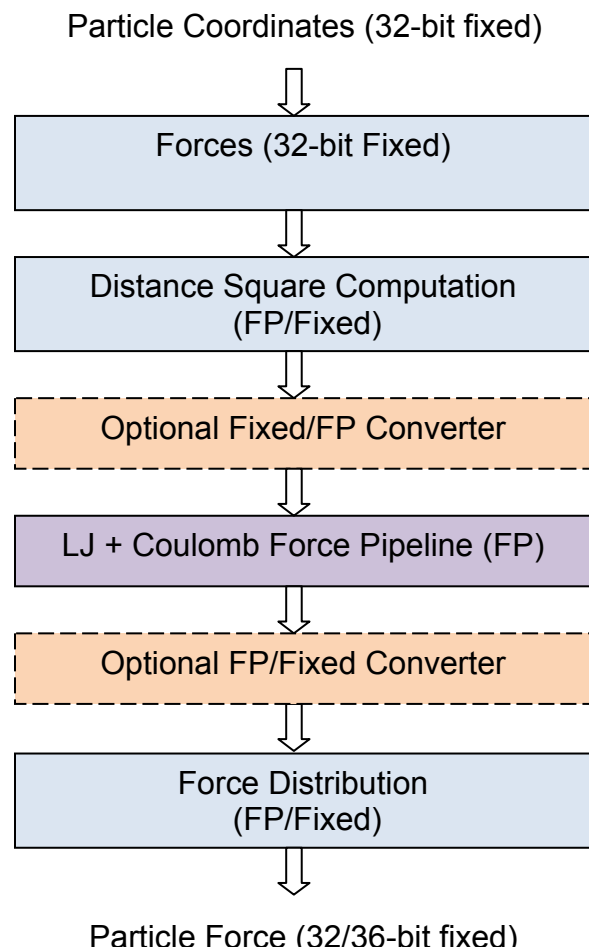 Particle Coordinates (32-bit fixed)
Forces (32-bit Fixed)
Distance Square Computation
(FP/Fixed)
Optional Fixed/FP Converter
LJ + Coulomb Force Pipeline (FP)
Optional FP/Fixed Converter
Force Distribution
(FP/Fixed)
Particle Force (32/36-bit fixed)